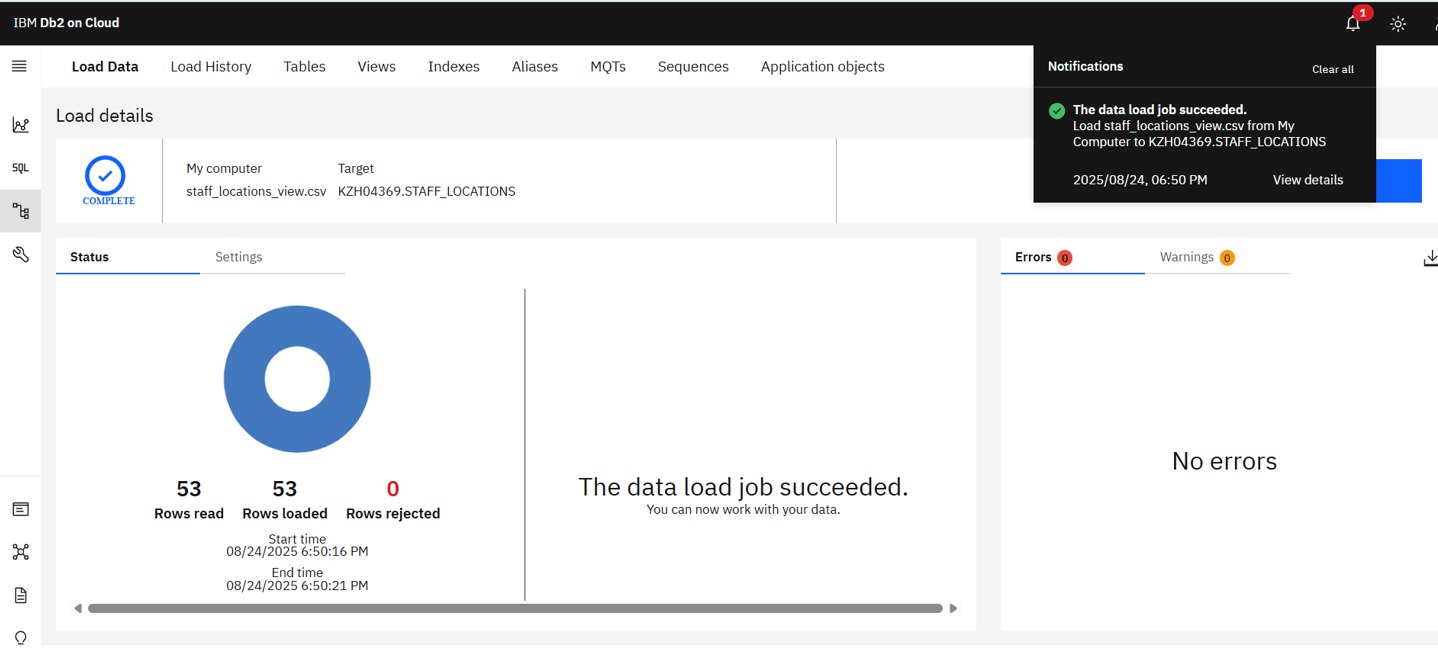 IBM Db2 on Cloud
1
Load Data Load History Tables Views Indexes Aliases MQTs Sequences Application objects
Notifications
Clear all
The data load job succeeded.
Load staff_locations_view.csv from My
Computer to KZH04369.STAFF_LOCATIONS
2025/08/24, 06:50 PM View details
SQL
Load details
COMPLETE
My computer Target
staff_locations_view.csv KZH04369.STAFF_LOCATIONS
Status Settings
53 53 0
Rows read Rows loaded Rows rejected
Start time
08/24/2025 6:50:16 PM
End time
08/24/2025 6:50:21 PM
The data load job succeeded.
You can now work with your data.
Errors 0 Warnings 0
No errors